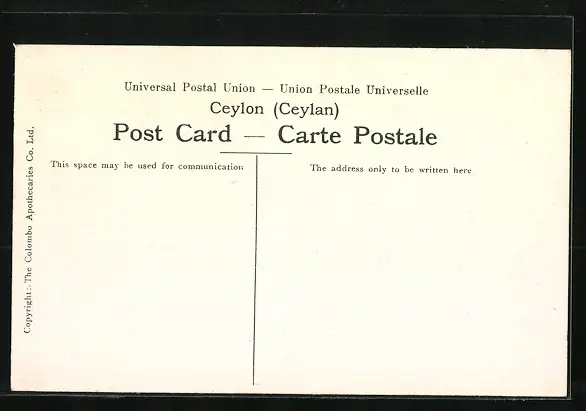 Universal Postal Union — Union Postale Universelle
Ceylon (Ceylan)
Post Card — Carte Postale
This space may be used for communication
The address only to be written here
Copyright:-The Colombo Apothecaries Co. Ltd.